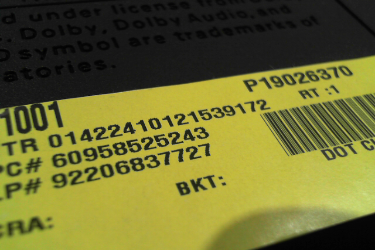 d under license from
Dolby, Dolby Audio, and
D symbol are trademarks of
atories.
1001
P19026370
TR 01422410121539172
RT :1
PC# 60958525243
LP# 92206837727
BKT:
DOT C
CRA: